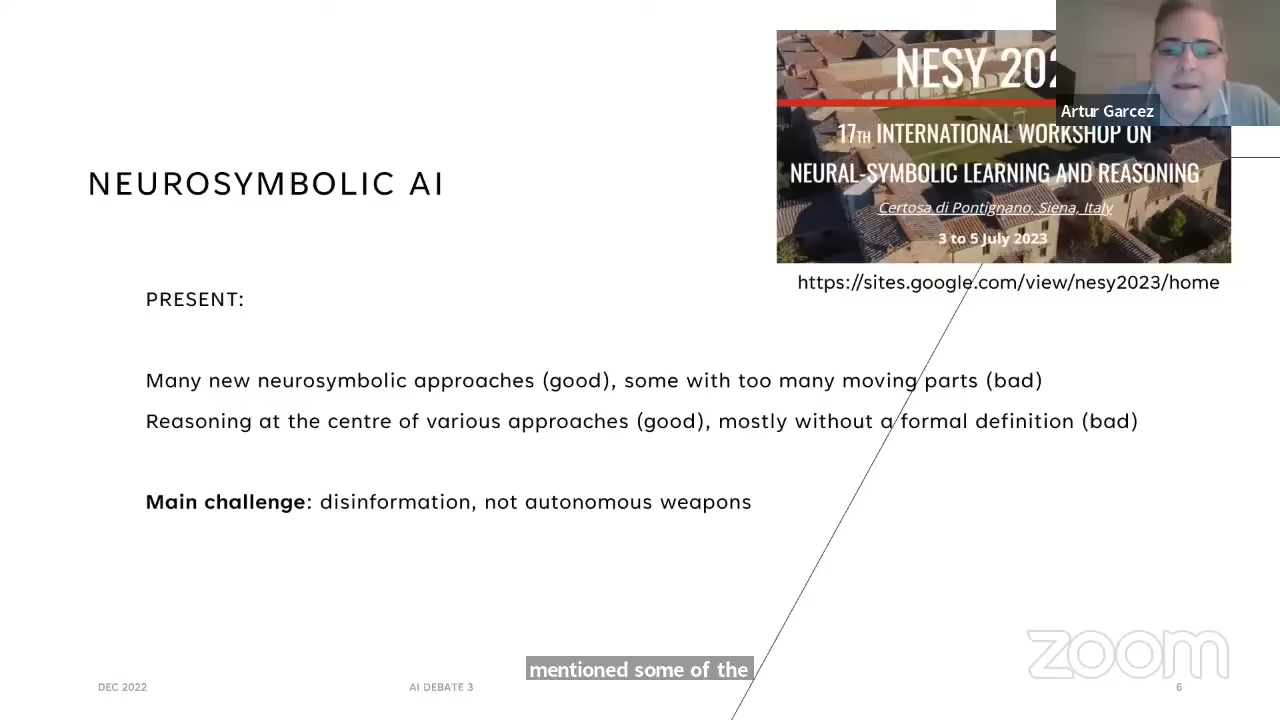 NESY 202
Artur Garcez
17TH INTERNATIONAL WORKSHOP ON
NEURAL-SYMBOLIC LEARNING AND REASONING
Certosa di Pontignano, Siena, Italy
3 to 5 July 2023
https://sites.google.com/view/nesy2023/home
NEUROSYMBOLIC AI
PRESENT:
Many new neurosymbolic approaches (good), some with too many moving parts (bad)
Reasoning at the centre of various approaches (good), mostly without a formal definition (bad)
Main challenge: disinformation, not autonomous weapons
zoom
mentioned some of the
DEC 2022
AI DEBATE 3
6